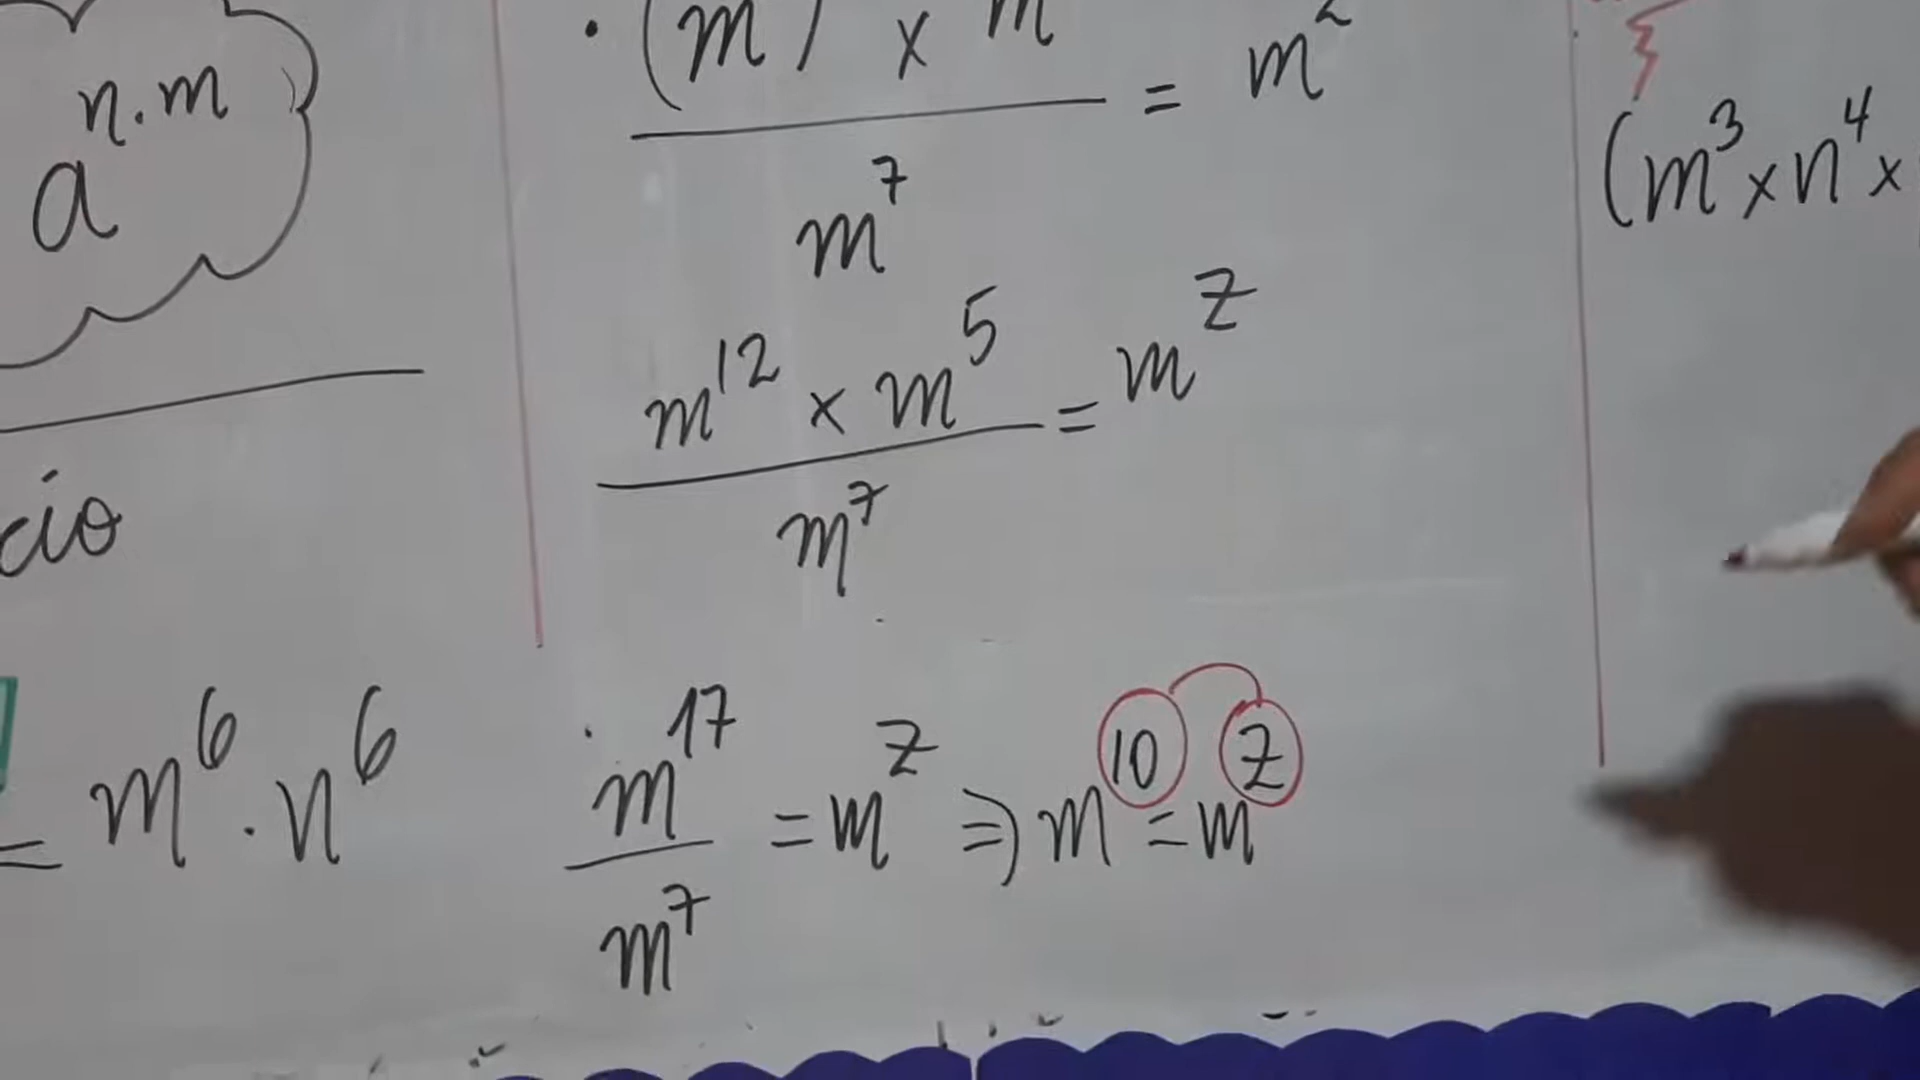 a^{n.m}
cio
= m^6 . n^6
. (m ) x m
m^7
= m^z
m^{12} x m^5
m^7
= m^z
m^{17}
m^7
= m^z ⇒ m^{10} = m^z
(m^3 x n^4 x